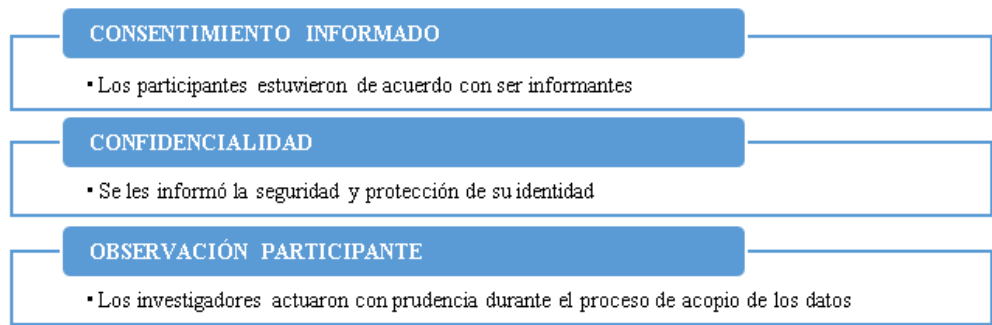 CONSENTIMIENTO INFORMADO
▪ Los participantes estuvieron de acuerdo con ser informantes
CONFIDENCIALIDAD
▪ Se les informó la seguridad y protección de su identidad
OBSERVACIÓN PARTICIPANTE
▪ Los investigadores actuaron con prudencia durante el proceso de acopio de los datos